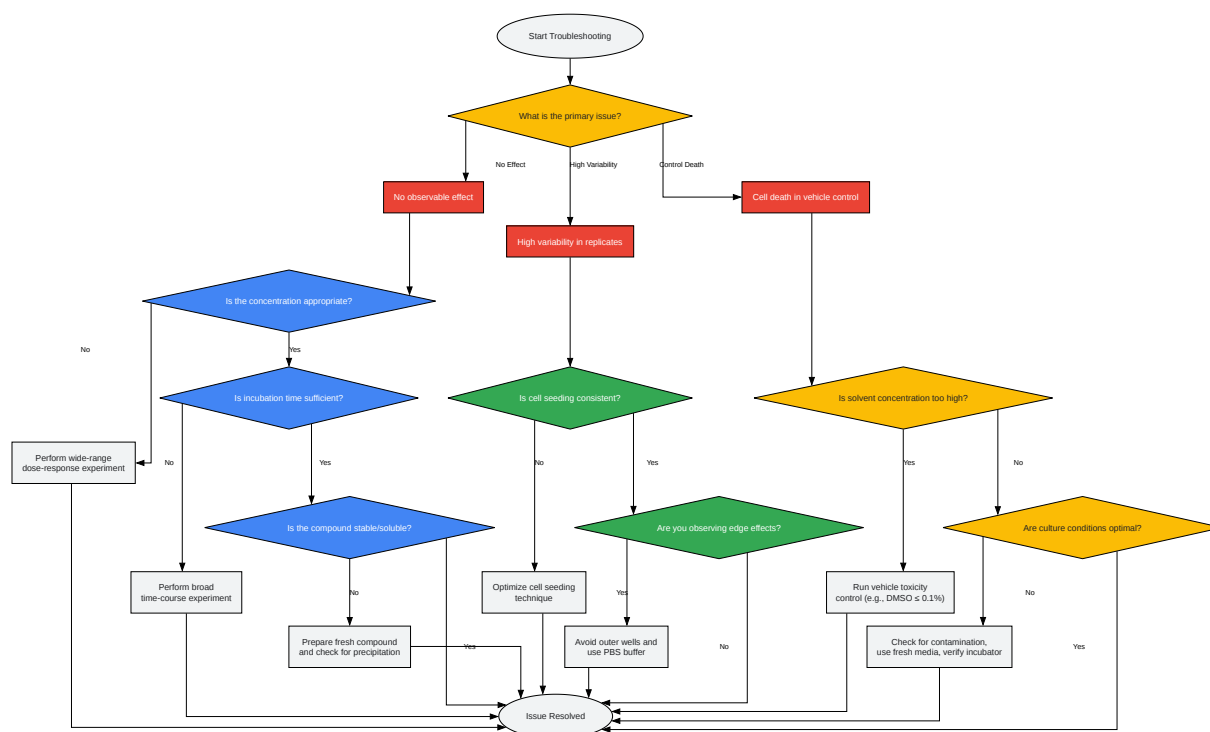 Start Troubleshooting
What is the primary issue?
No Effect
High Variability
Control Death
No observable effect
Cell death in vehicle control
High variability in replicates
Is the concentration appropriate?
No
Yes
Is incubation time sufficient?
Is cell seeding consistent?
Is solvent concentration too high?
Perform wide-range
dose-response experiment
No
Yes
No
Yes
Yes
No
Is the compound stable/soluble?
Are you observing edge effects?
Are culture conditions optimal?
Perform broad
time-course experiment
No
Optimize cell seeding
technique
Yes
Run vehicle toxicity
control (e.g., DMSO ≤ 0.1%)
No
Prepare fresh compound
and check for precipitation
Yes
Avoid outer wells and
use PBS buffer
No
Check for contamination,
use fresh media, verify incubator
Yes
Issue Resolved